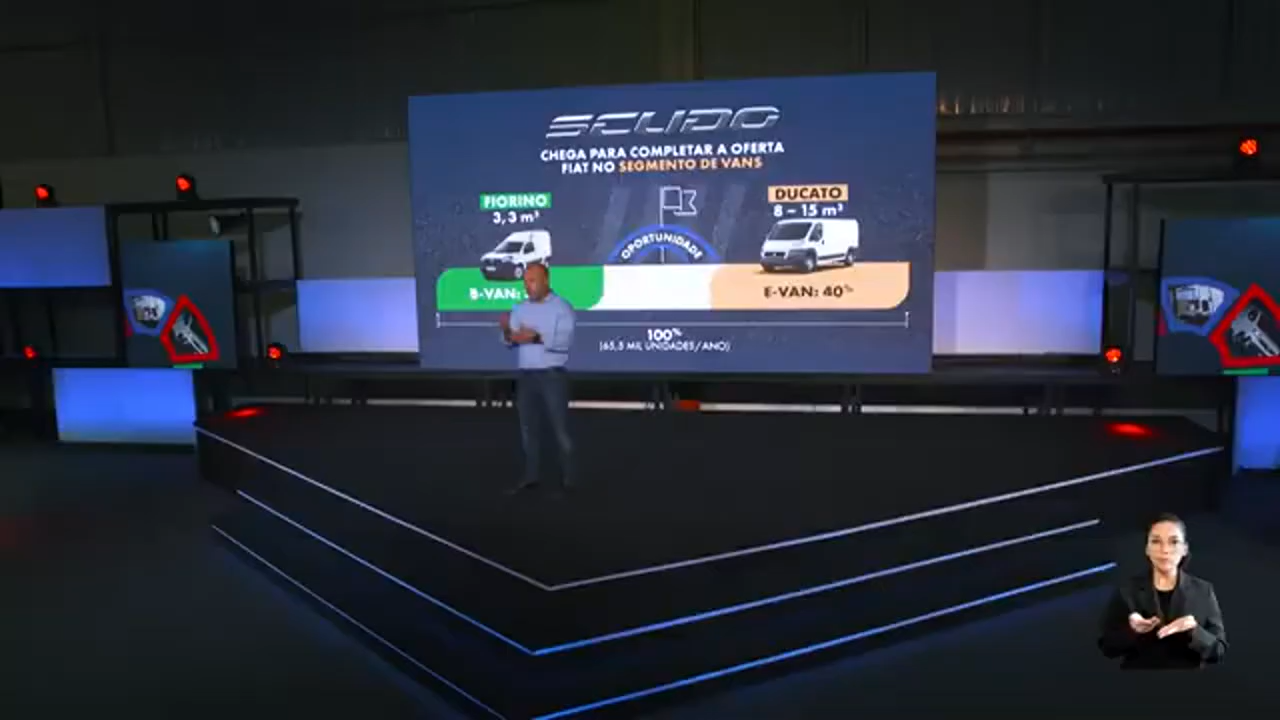 SCUDO
CHEGA PARA COMPLETAR A OFERTA
FIAT NO SEGMENTO DE VANS
FIORINO
3,3 m³
DUCATO
8 – 15 m³
OPORTUNIDADE
B-VAN:
E-VAN: 40%
100%
(65,5 MIL UNIDADES/ANO)